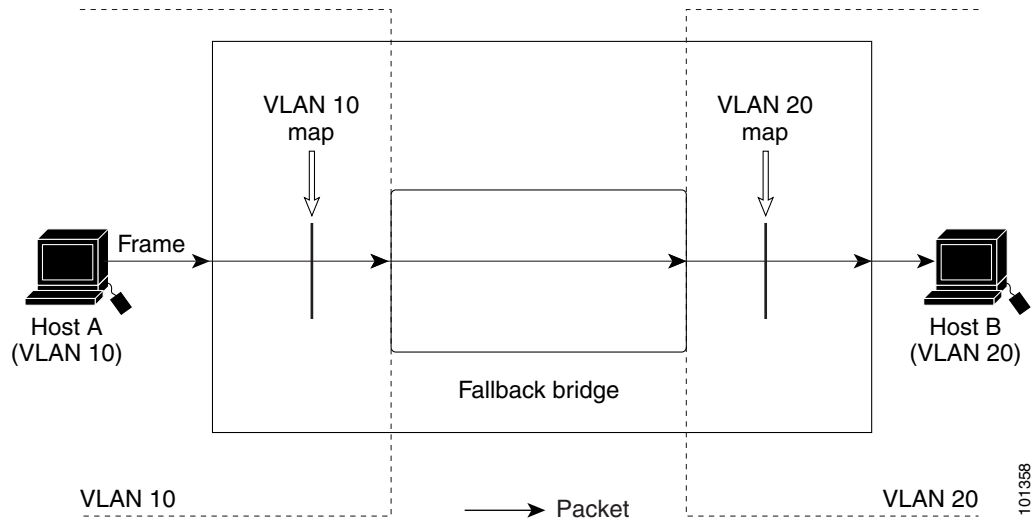 VLAN 10
map
VLAN 20
map
Frame
Host A
(VLAN 10)
Host B
(VLAN 20)
Fallback bridge
VLAN 10
Packet
VLAN 20
101358